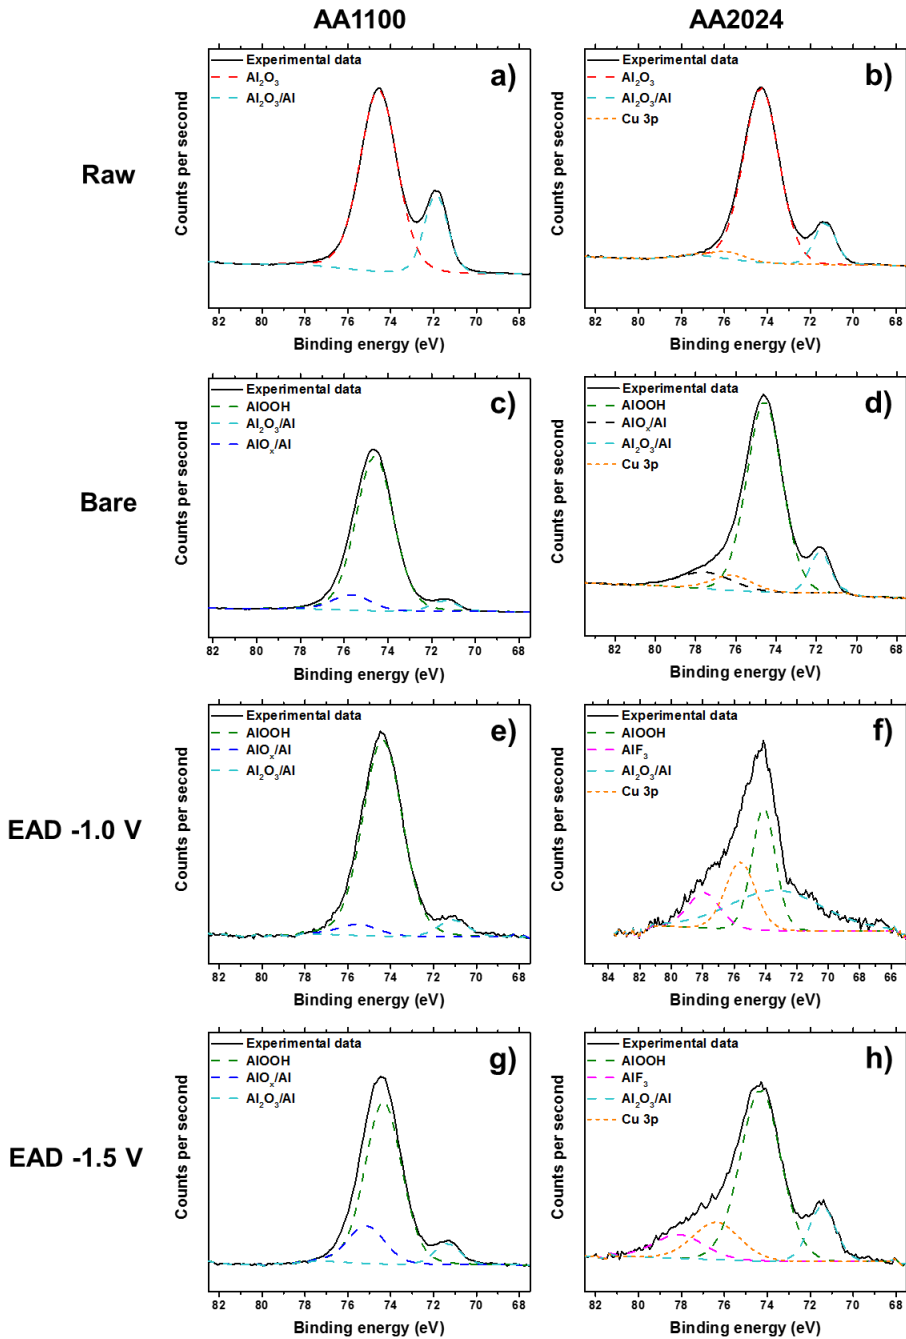 AA1100
AA2024
Raw
Counts per second
Experimental data
Al2O3
Al2O3/Al
a)
82 80 78 76 74 72 70 68
Binding energy (eV)
Counts per second
Experimental data
Al2O3
Al2O3/Al
Cu 3p
b)
82 80 78 76 74 72 70 68
Binding energy (eV)
Bare
Counts per second
Experimental data
AlOOH
Al2O3/Al
AlOx/Al
c)
82 80 78 76 74 72 70 68
Binding energy (eV)
Counts per second
Experimental data
AlOOH
AlOx/Al
Al2O3/Al
Cu 3p
d)
82 80 78 76 74 72 70 68
Binding energy (eV)
EAD -1.0 V
Counts per second
Experimental data
AlOOH
AlOx/Al
Al2O3/Al
e)
82 80 78 76 74 72 70 68
Binding energy (eV)
Counts per second
Experimental data
AlOOH
AlF3
Al2O3/Al
Cu 3p
f)
84 82 80 78 76 74 72 70 68 66
Binding energy (eV)
EAD -1.5 V
Counts per second
Experimental data
AlOOH
AlOx/Al
Al2O3/Al
g)
82 80 78 76 74 72 70 68
Binding energy (eV)
Counts per second
Experimental data
AlOOH
AlF3
Al2O3/Al
Cu 3p
h)
82 80 78 76 74 72 70 68
Binding energy (eV)